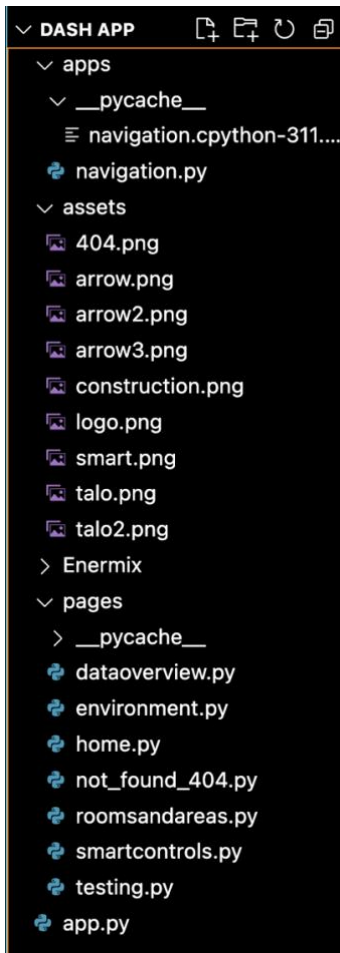 DASH APP
apps
__pycache__
navigation.cpython-311....
navigation.py
assets
404.png
arrow.png
arrow2.png
arrow3.png
construction.png
logo.png
smart.png
talo.png
talo2.png
Enermix
pages
__pycache__
dataoverview.py
environment.py
home.py
not_found_404.py
roomsandareas.py
smartcontrols.py
testing.py
app.py